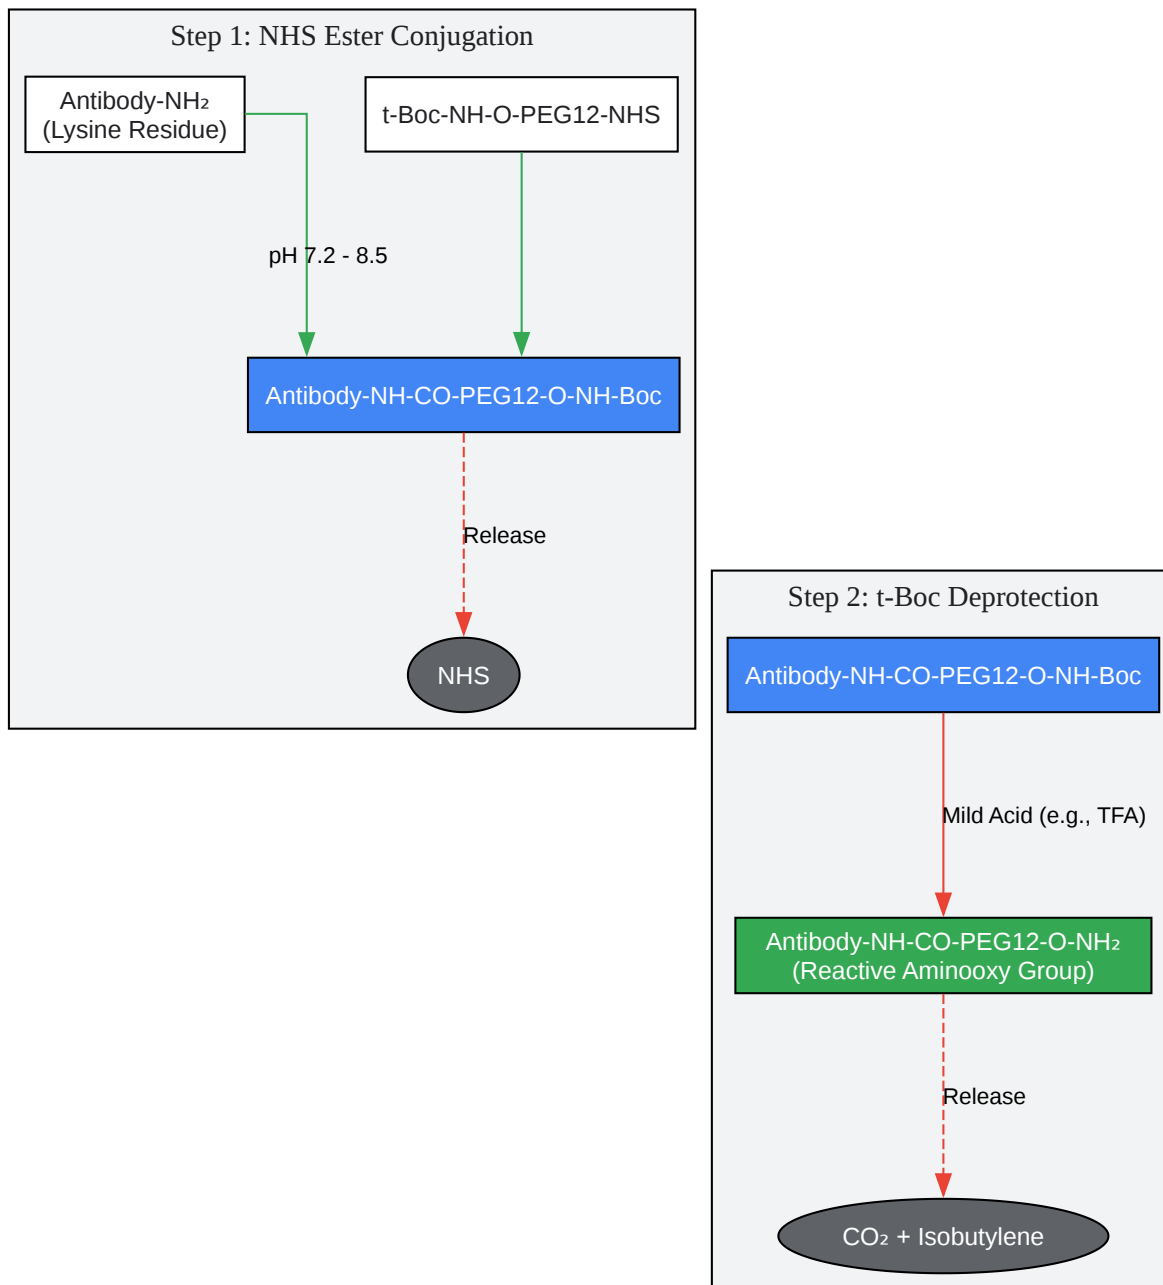 Step 1: NHS Ester Conjugation
Antibody-NH₂
(Lysine Residue)
t-Boc-NH-O-PEG12-NHS
pH 7.2 - 8.5
Antibody-NH-CO-PEG12-O-NH-Boc
Release
NHS
Step 2: t-Boc Deprotection
Antibody-NH-CO-PEG12-O-NH-Boc
Mild Acid (e.g., TFA)
Antibody-NH-CO-PEG12-O-NH₂
(Reactive Aminooxy Group)
Release
CO₂ + Isobutylene